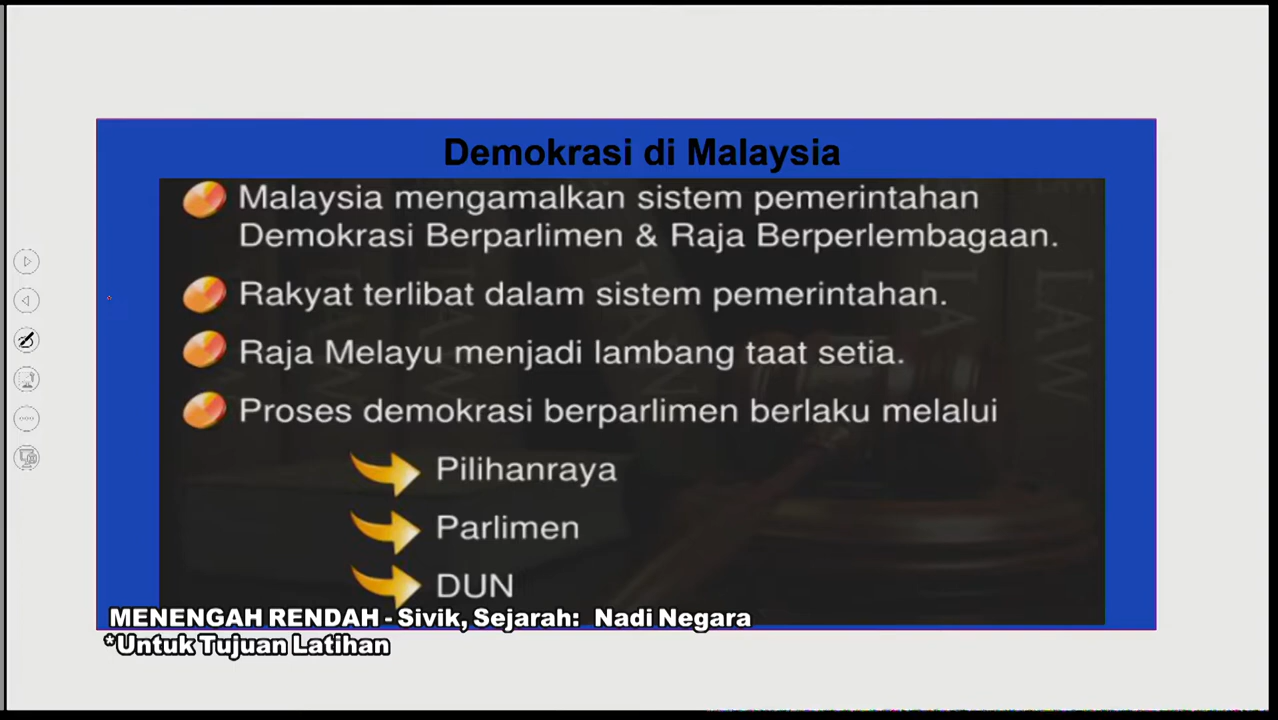 Demokrasi di Malaysia
Malaysia mengamalkan sistem pemerintahan
Demokrasi Berparlimen & Raja Berperlembagaan.
Rakyat terlibat dalam sistem pemerintahan.
Raja Melayu menjadi lambang taat setia.
Proses demokrasi berparlimen berlaku melalui
Pilihanraya
Parlimen
DUN
MENENGAH RENDAH - Sivik, Sejarah: Nadi Negara
*Untuk Tujuan Latihan
LAW
LAW